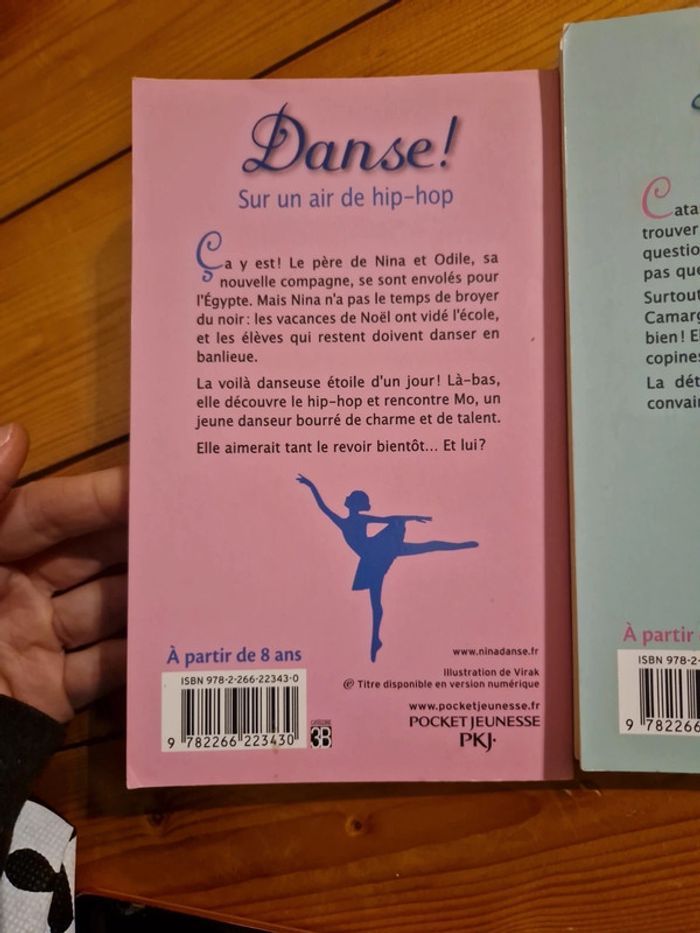 Danse!
Sur un air de hip-hop
Ça y est! Le père de Nina et Odile, sa
nouvelle compagne, se sont envolés pour
l'Égypte. Mais Nina n'a pas le temps de broyer
du noir : les vacances de Noël ont vidé l'école,
et les élèves qui restent doivent danser en
banlieue.
La voilà danseuse étoile d'un jour! Là-bas,
elle découvre le hip-hop et rencontre Mo, un
jeune danseur bourré de charme et de talent.
Elle aimerait tant le revoir bientôt... Et lui?
À partir de 8 ans
ISBN 978-2-266-22343-0
9 782266 223430
3B
www.ninadanse.fr
Illustration de Virak
Titre disponible en version numérique
www.pocketjeunesse.fr
POCKET JEUNESSE
PKJ·
trouver
pas que
Surtout
bien! E
La
À partir
ISBN 978-2-
9 782266